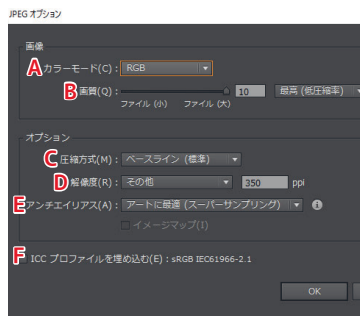 JPEG オプション
画像
A カラーモード(C): RGB
B 画質(Q): 10 最高 (低圧縮率)
ファイル (小) ファイル (大)
オプション
C 圧縮方式(M): ベースライン (標準)
D 解像度(R): その他 350 ppi
E アンチエイリアス(A): アートに最適 (スーパーサンプリング)
イメージマップ(I)
F ICC プロファイルを埋め込む(E): sRGB IEC61966-2.1
OK